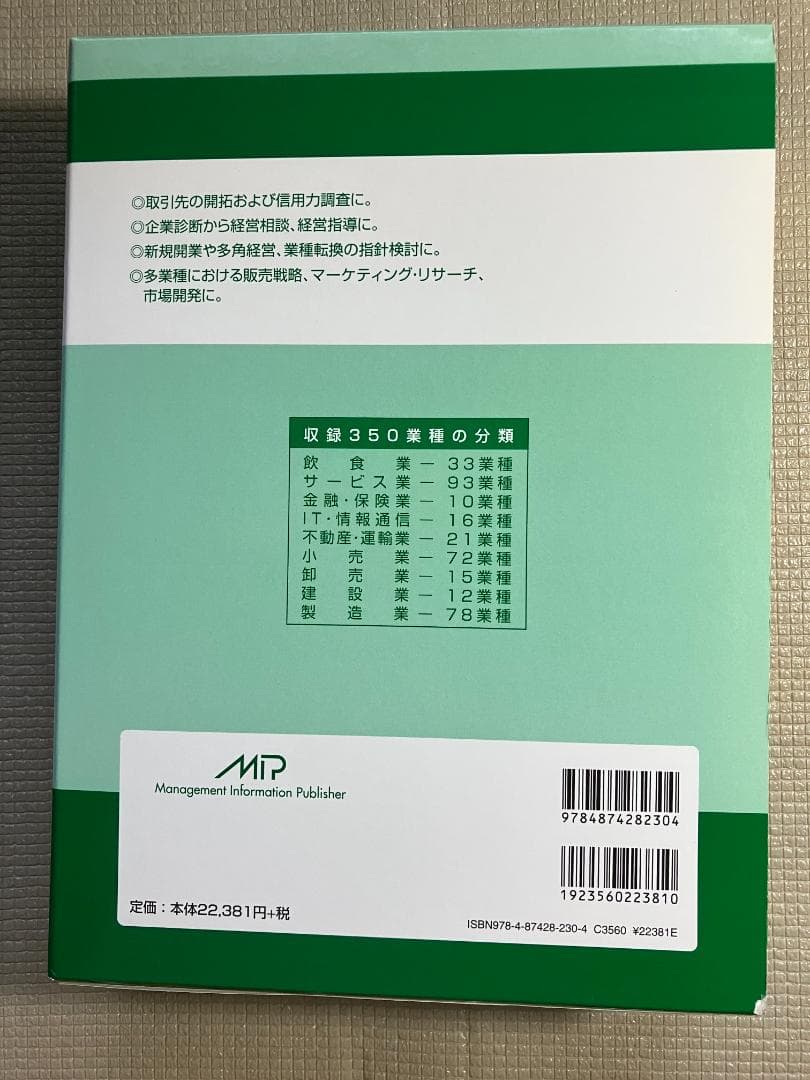 ◎取引先の開拓および信用力調査に。
◎企業診断から経営相談、経営指導に。
◎新規開業や多角経営、業種転換の指針検討に。
◎多業種における販売戦略、マーケティング・リサーチ、
市場開発に。
収録350業種の分類
飲食業－33業種
サービス業－93業種
金融・保険業－10業種
IT・情報通信－16業種
不動産・運輸業－21業種
小売業－72業種
卸売業－15業種
建設業－12業種
製造業－78業種
MiP
Management Information Publisher
9784874282304
1923560223810
定価：本体22,381円+税
ISBN978-4-87428-230-4 C3560 ¥22381E